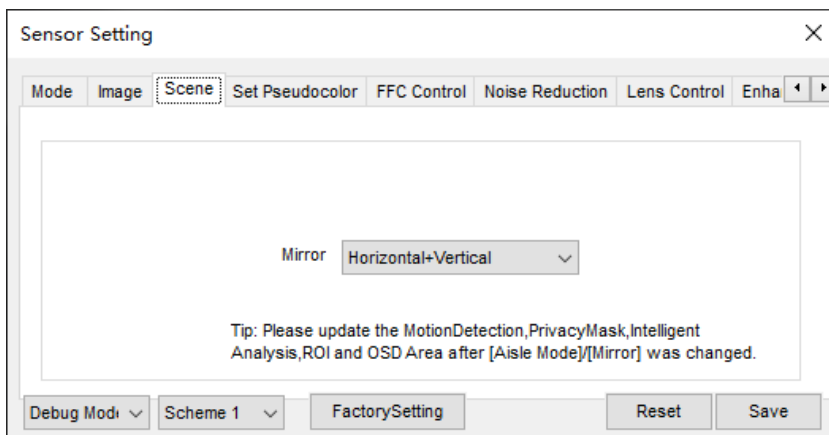 Sensor Setting
Mode Image Scene Set Pseudocolor FFC Control Noise Reduction Lens Control
Mirror Horizontal+Vertical
Tip: Please update the MotionDetection,PrivacyMask,Intelligent
Analysis,ROI and OSD Area after [Aisle Mode]/[Mirror] was changed.
Debug Scheme 1 FactorySetting Reset Save